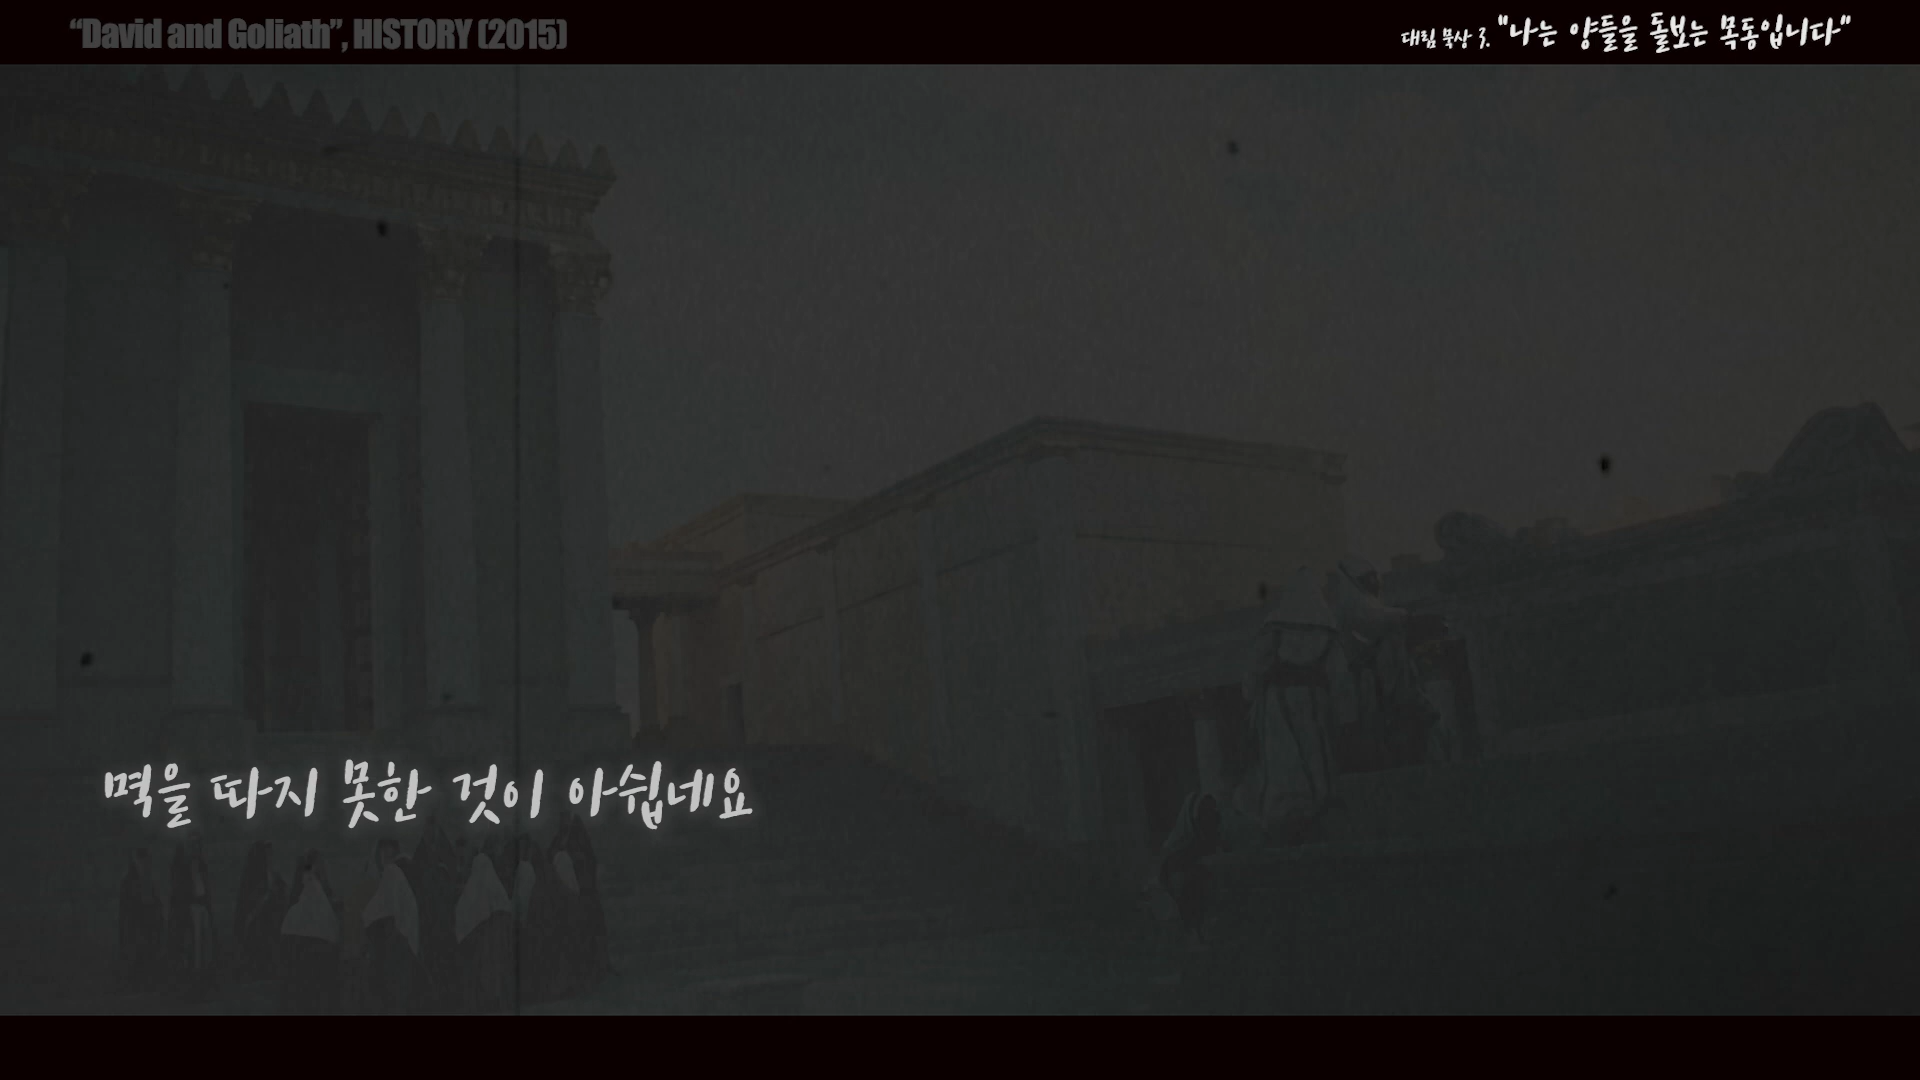 “David and Goliath”, HISTORY (2015)
대림 묵상 3. "나는 양들을 돌보는 목동입니다"
멱을 따지 못한 것이 아쉽네요